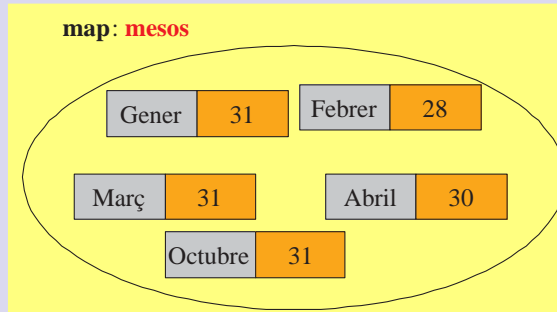 map: mesos
Gener 31
Febrer 28
Març 31
Abril 30
Octubre 31